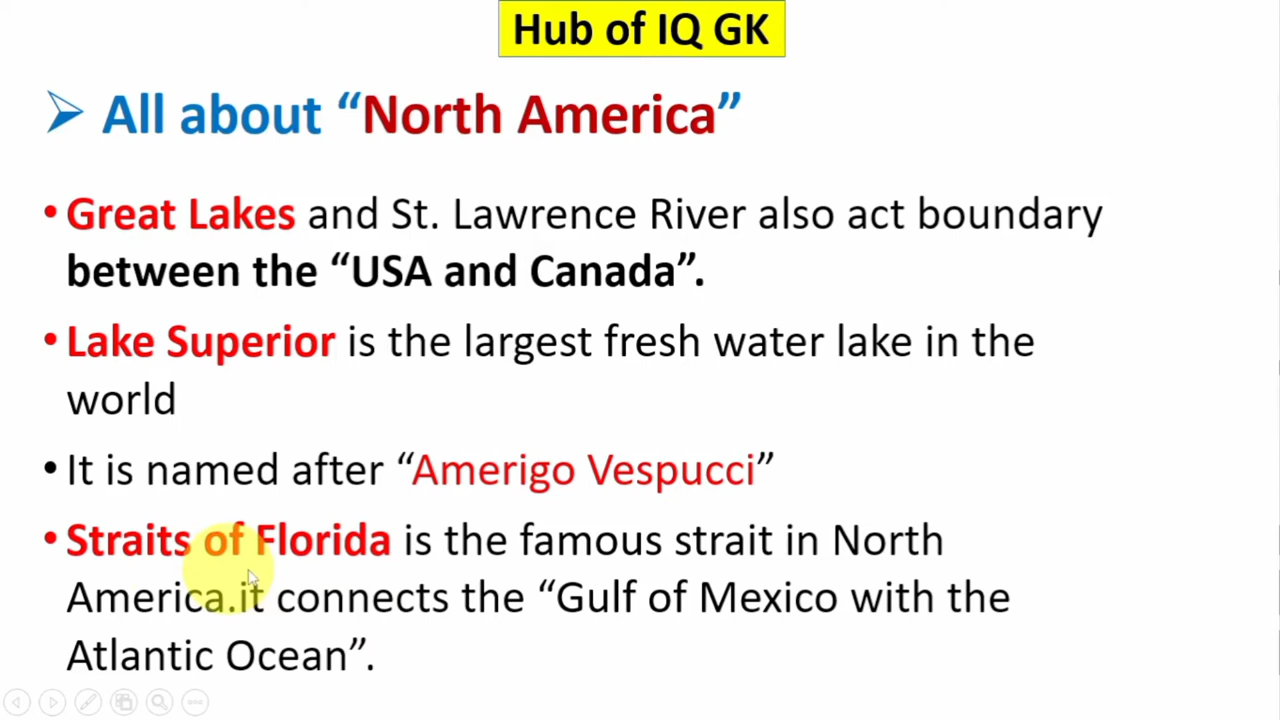 Hub of IQ GK
All about “North America”
• Great Lakes and St. Lawrence River also act boundary
between the “USA and Canada”.
• Lake Superior is the largest fresh water lake in the
world
• It is named after “Amerigo Vespucci”
• Straits of Florida is the famous strait in North
America.it connects the “Gulf of Mexico with the
Atlantic Ocean”.